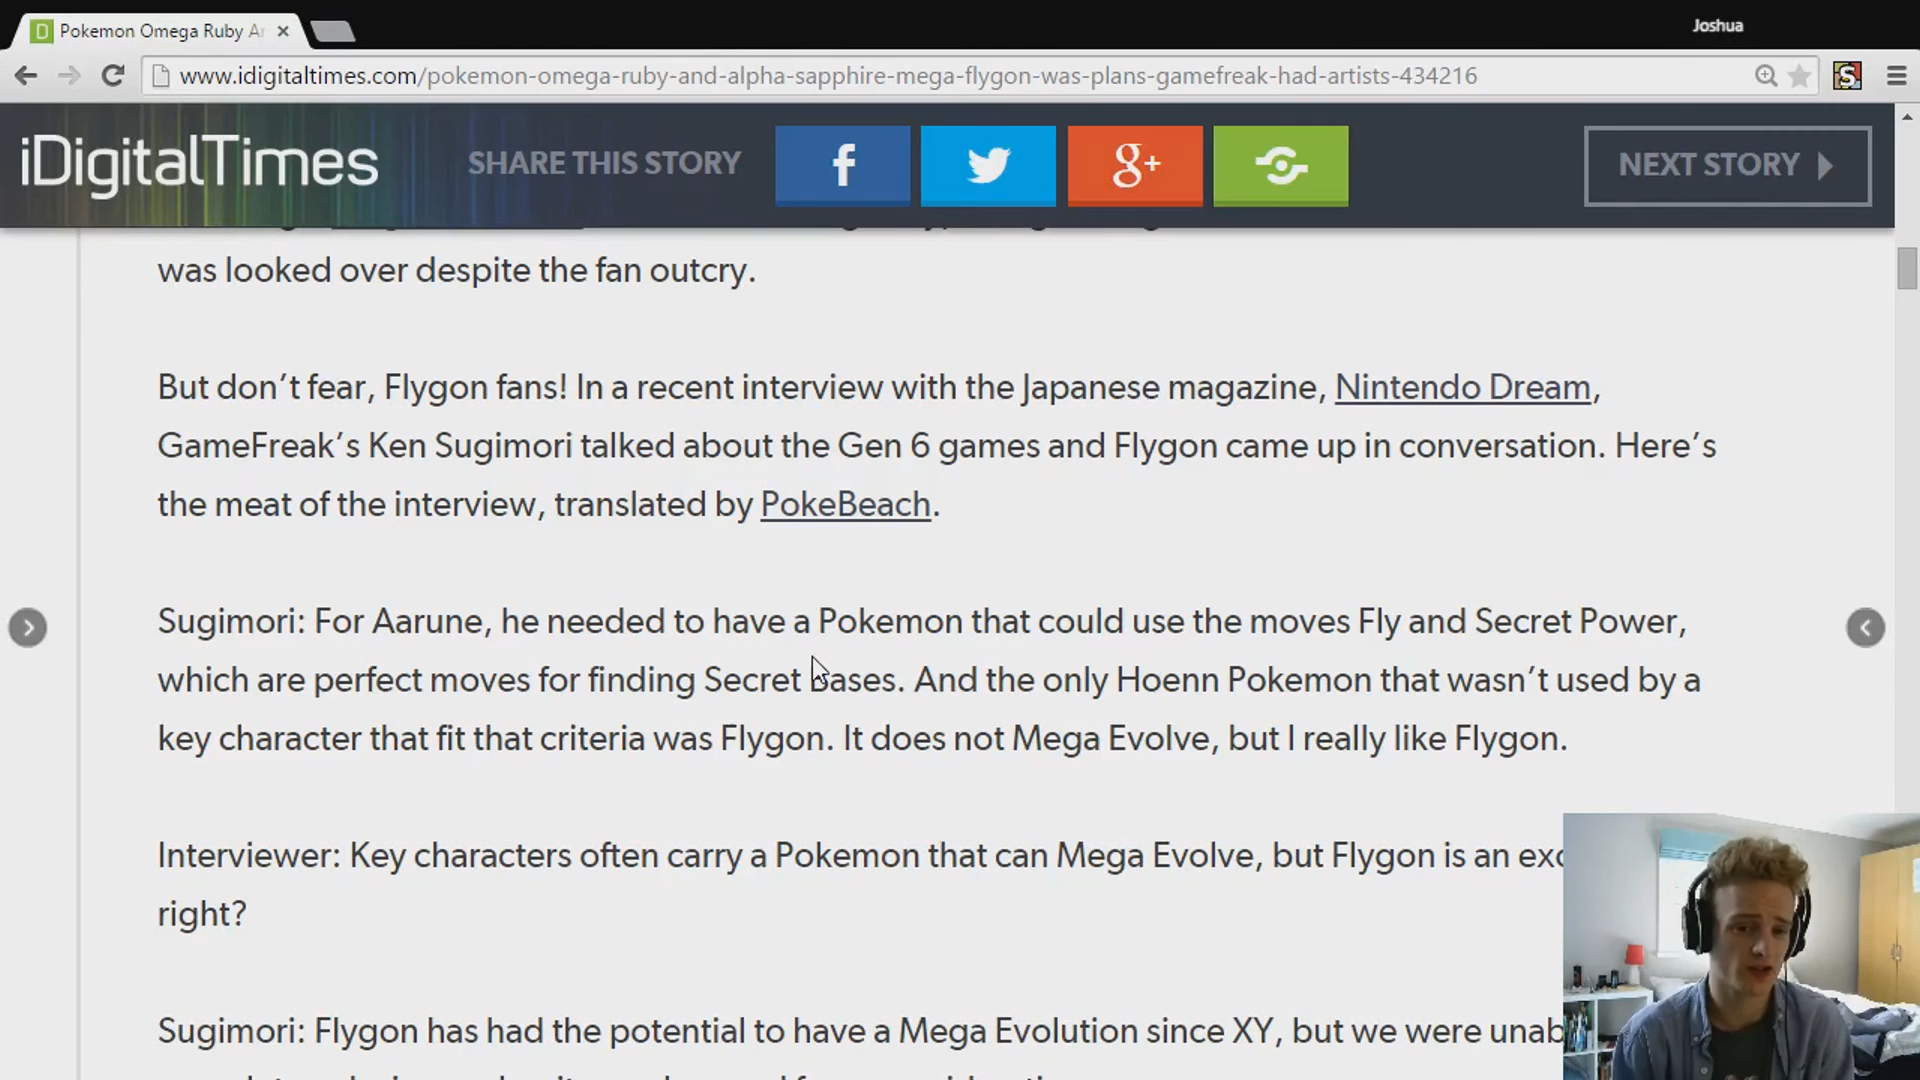 Pokemon Omega Ruby Ar
Joshua
www.idigitaltimes.com/pokemon-omega-ruby-and-alpha-sapphire-mega-flygon-was-plans-gamefreak-had-artists-434216
iDigitalTimes
SHARE THIS STORY
f
g+
NEXT STORY
was looked over despite the fan outcry.
But don't fear, Flygon fans! In a recent interview with the Japanese magazine, Nintendo Dream,
GameFreak's Ken Sugimori talked about the Gen 6 games and Flygon came up in conversation. Here's
the meat of the interview, translated by PokeBeach.
Sugimori: For Aarune, he needed to have a Pokemon that could use the moves Fly and Secret Power,
which are perfect moves for finding Secret Bases. And the only Hoenn Pokemon that wasn't used by a
key character that fit that criteria was Flygon. It does not Mega Evolve, but I really like Flygon.
Interviewer: Key characters often carry a Pokemon that can Mega Evolve, but Flygon is an exc
right?
Sugimori: Flygon has had the potential to have a Mega Evolution since XY, but we were unab